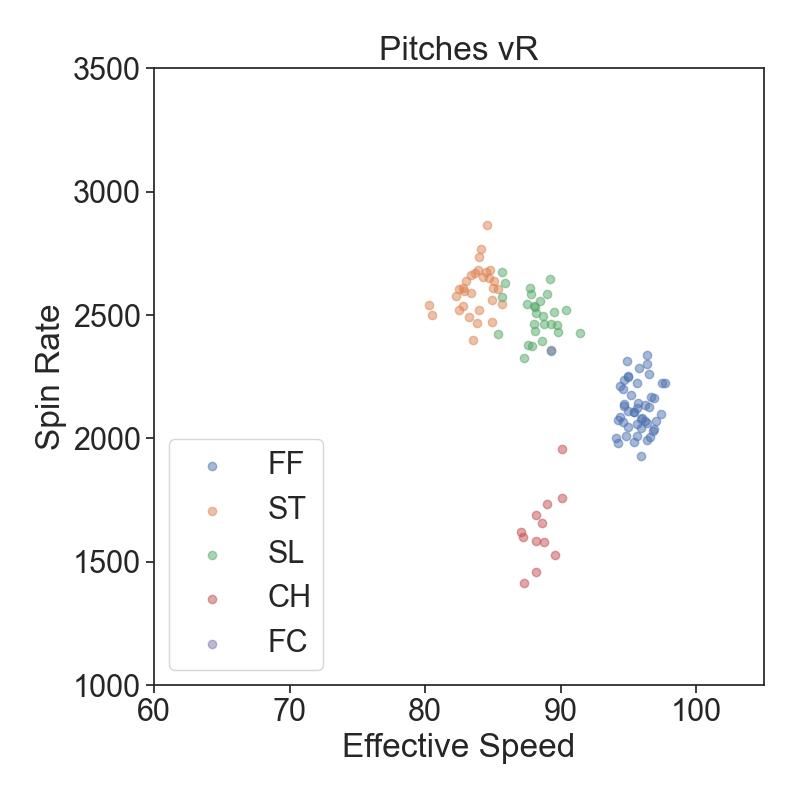 Pitches vR
3500
3000
2500
2000
1500
1000
Spin Rate
FF
ST
SL
CH
FC
60 70 80 90 100
Effective Speed